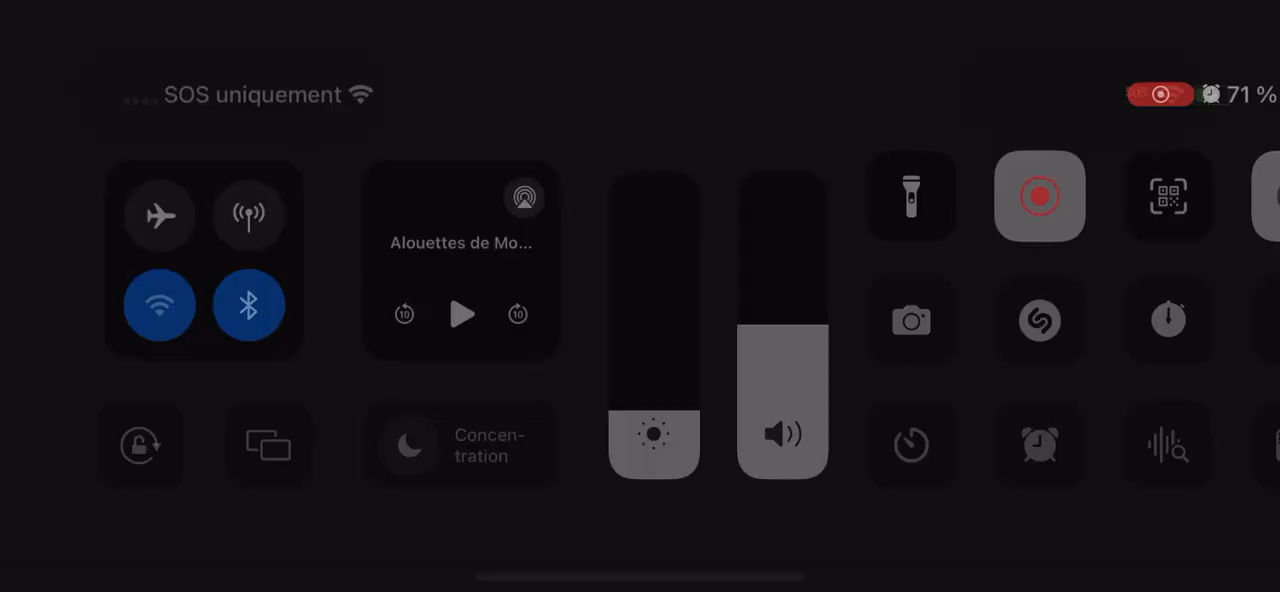 SOS uniquement
71 %
Alouettes de Mo...
10
10
Concen-
tration